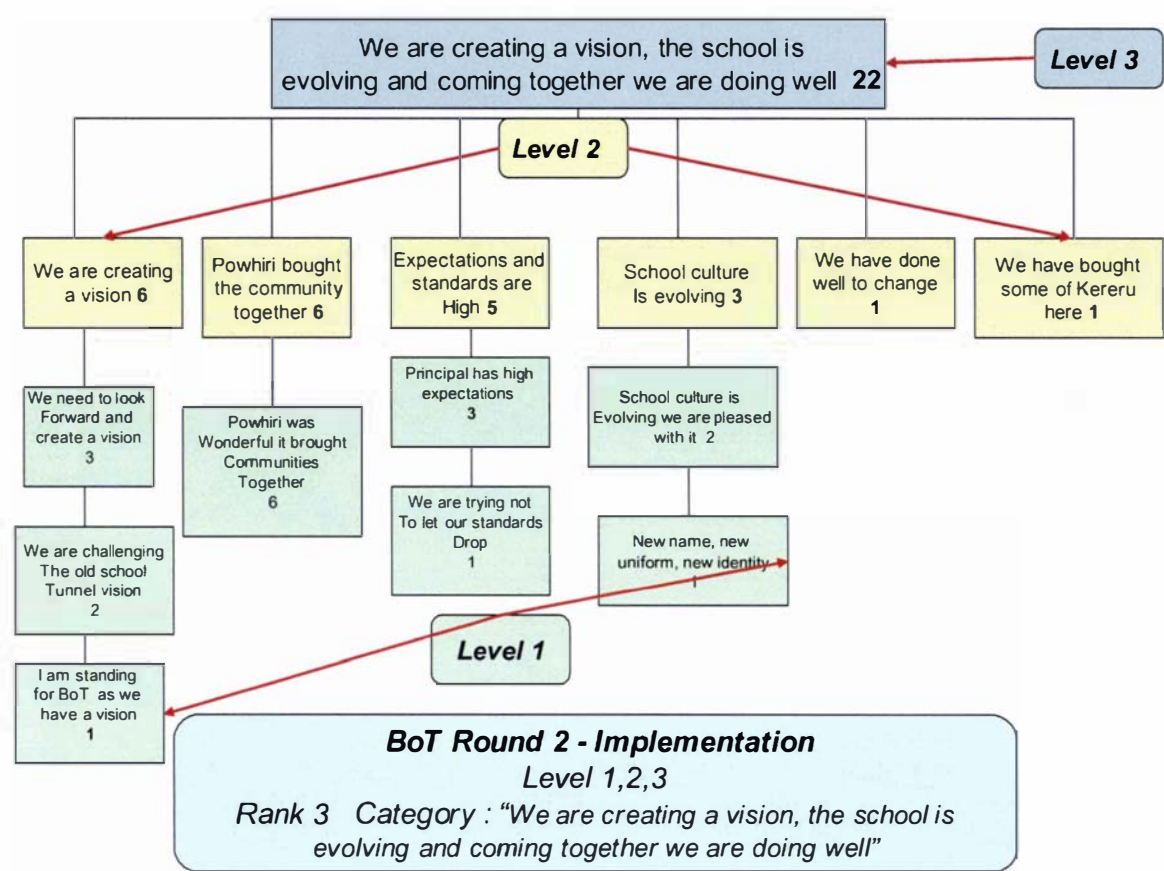 We are creating a vision, the school is
evolving and coming together we are doing well 22
Level 3
Level 2
We are creating
a vision 6
Powhiri bought
the community
together 6
Expectations and
standards are
High 5
School culture
Is evolving 3
We have done
well to change
1
We have bought
some of Kereru
here 1
We need to look
Forward and
create a vision
3
Powhiri was
Wonderful it brought
Communities
Together
6
Principal has high
expectations
3
School culture is
Evolving we are pleased
with it 2
We are challenging
The old school
Tunnel vision
2
We are trying not
To let our standards
Drop
1
New name, new
uniform, new identity
1
I am standing
for BoT as we
have a vision
1
Level 1
BoT Round 2 - Implementation
Level 1,2,3
Rank 3 Category : “We are creating a vision, the school is
evolving and coming together we are doing well”